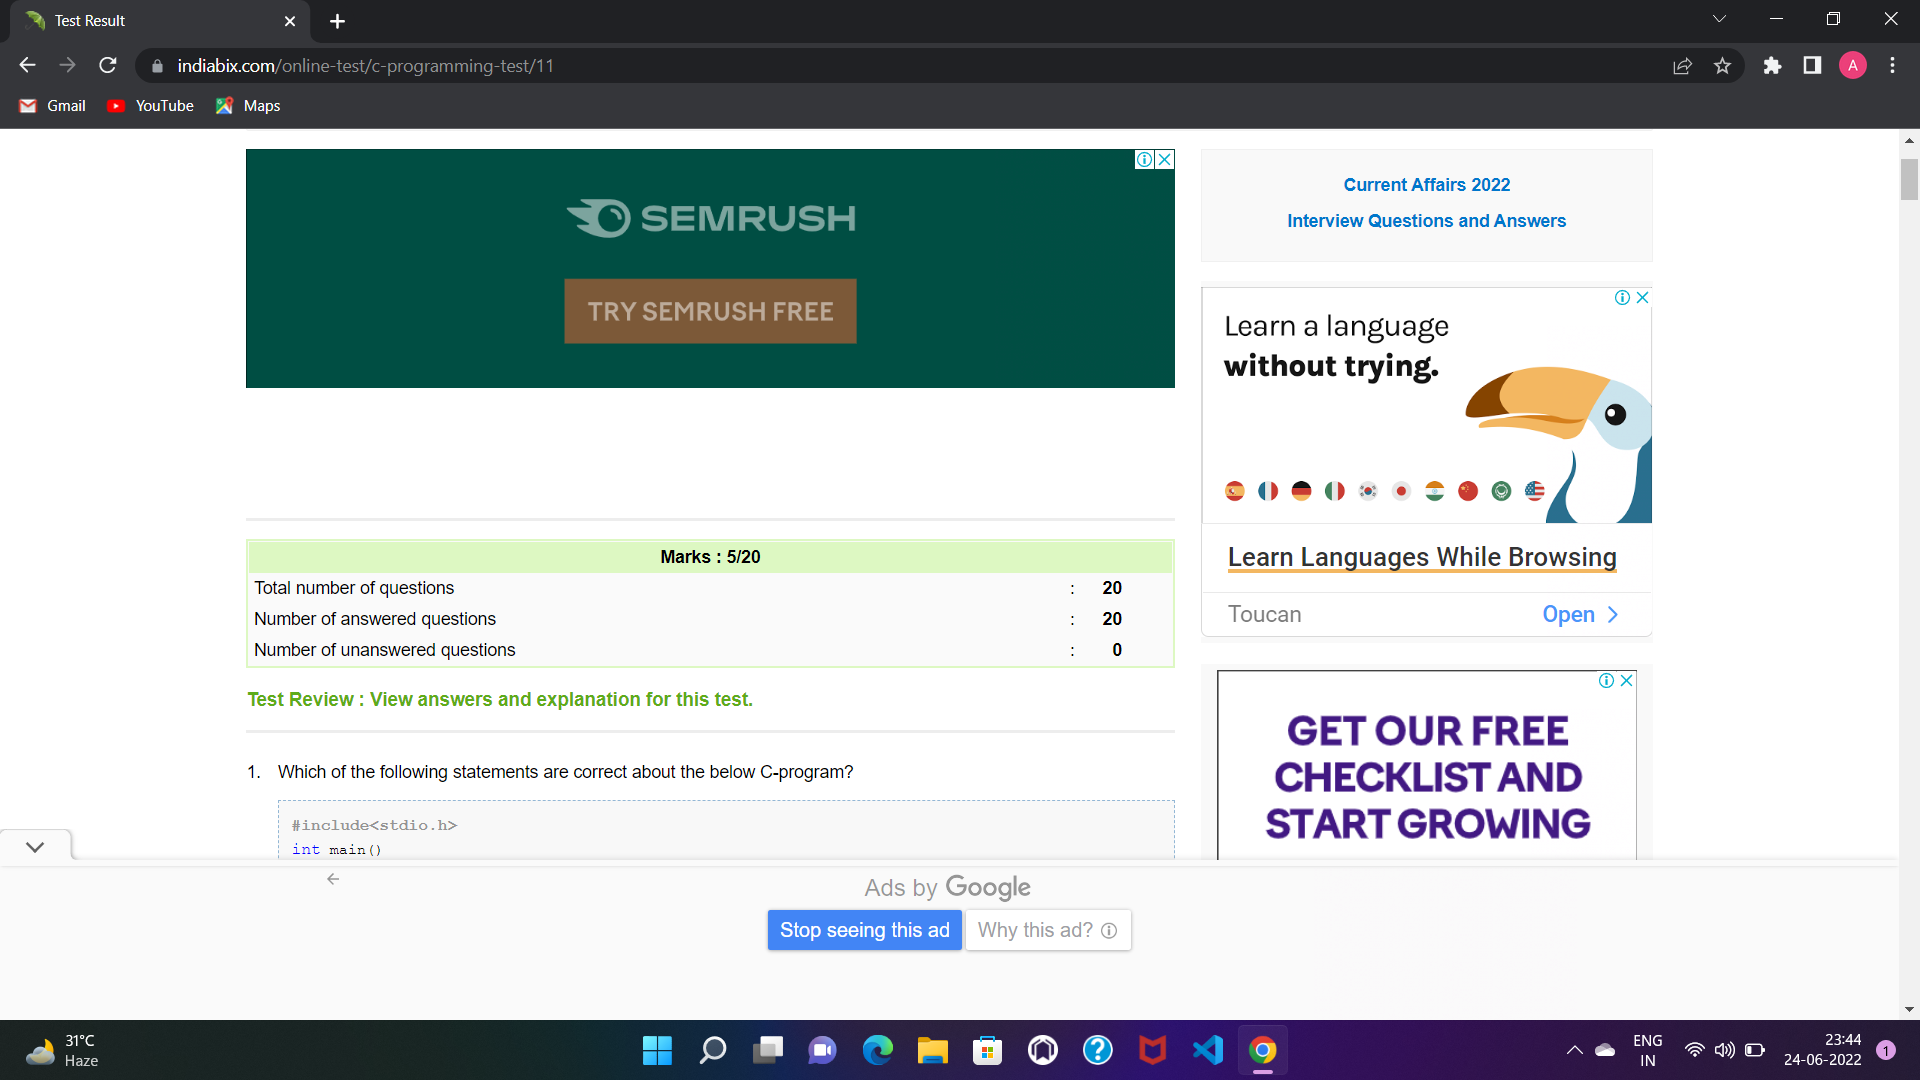 Test Result
indiabix.com/online-test/c-programming-test/11
A
Gmail
YouTube
Maps
SEMRUSH
TRY SEMRUSH FREE
Current Affairs 2022
Interview Questions and Answers
Learn a language
without trying.
Learn Languages While Browsing
Toucan
Open
Marks : 5/20
Total number of questions : 20
Number of answered questions : 20
Number of unanswered questions : 0
Test Review : View answers and explanation for this test.
GET OUR FREE
CHECKLIST AND
START GROWING
1. Which of the following statements are correct about the below C-program?
#include<stdio.h>
int main()
Ads by Google
Stop seeing this ad
Why this ad?
31°C
Haze
ENG
IN
23:44
24-06-2022
1